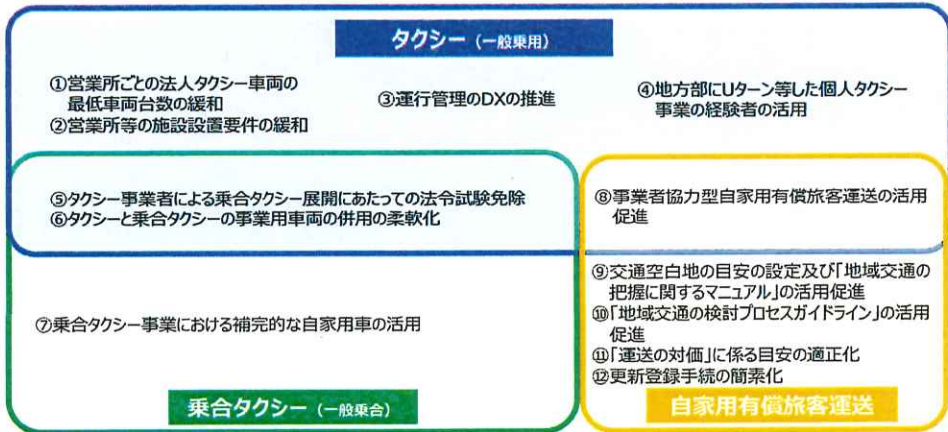 タクシー（一般乗用）
①営業所ごとの法人タクシー車両の
最低車両台数の緩和
②営業所等の施設設置要件の緩和
③運行管理のDXの推進
④地方部にUターン等した個人タクシー
事業の経験者の活用
⑤タクシー事業者による乗合タクシー展開にあたっての法令試験免除
⑥タクシーと乗合タクシーの事業用車両の併用の柔軟化
⑧事業者協力型自家用有償旅客運送の活用
促進
⑦乗合タクシー事業における補完的な自家用車の活用
⑨交通空白地の目安の設定及び「地域交通の
把握に関するマニュアル」の活用促進
⑩「地域交通の検討プロセスガイドライン」の活用
促進
⑪「運送の対価」に係る目安の適正化
⑫更新登録手続の簡素化
乗合タクシー（一般乗合）
自家用有償旅客運送